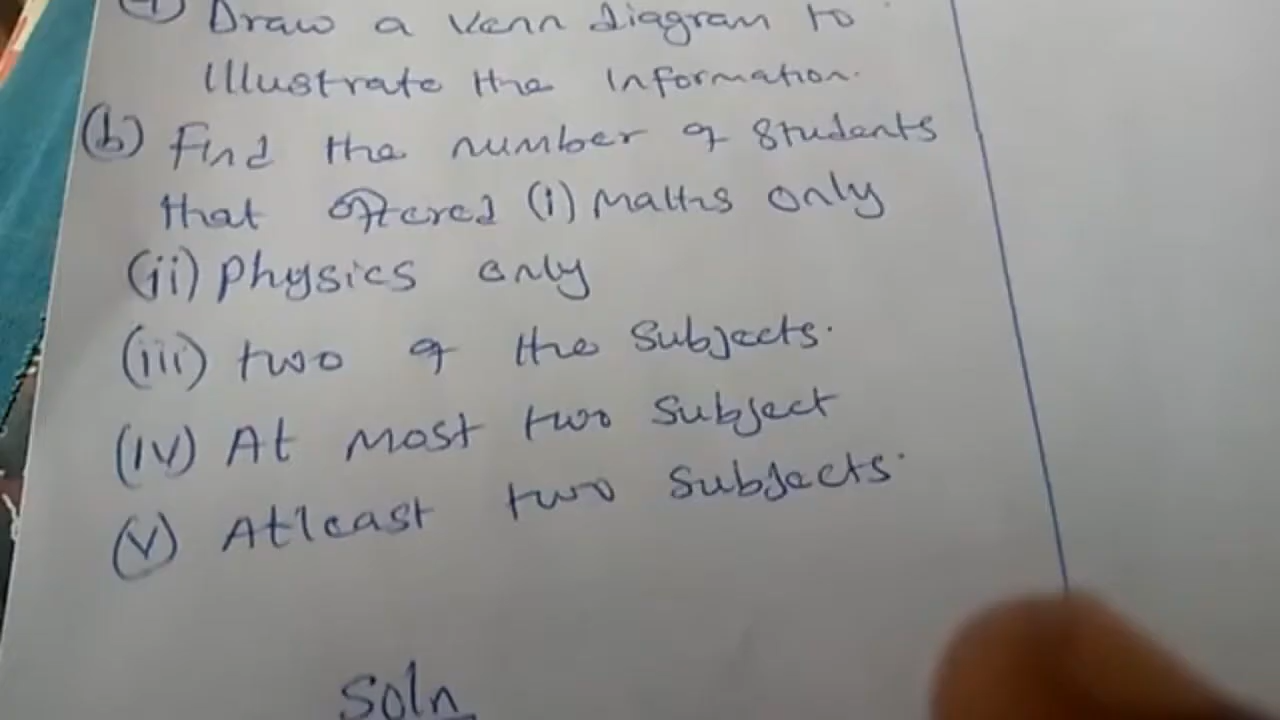 Draw a Venn diagram to
Illustrate the Information.
(b) Find the number of students
that offered (i) Maths only
(ii) Physics only
(iii) two of the subjects.
(iv) At most two subject
(v) Atleast two subjects.
Soln